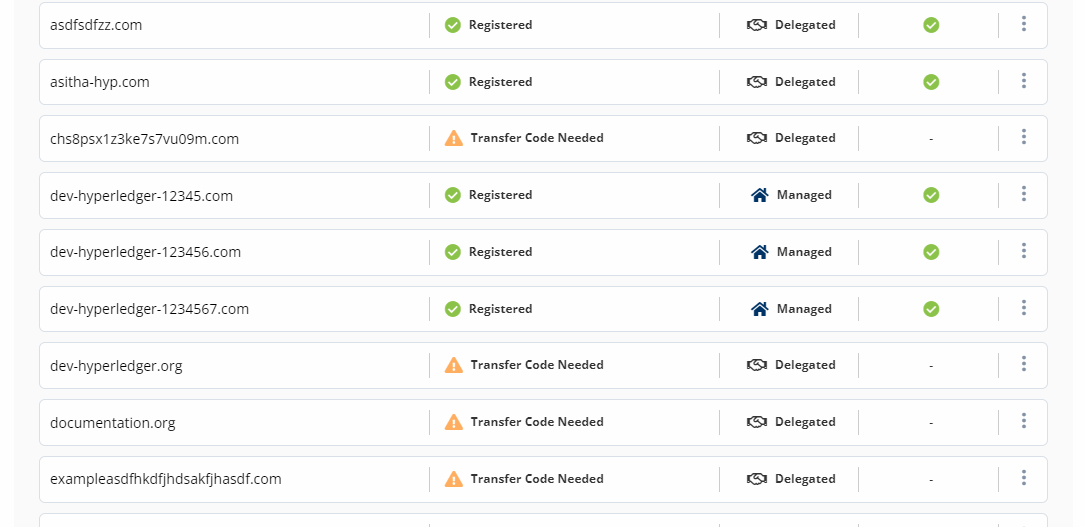 asdfsdfzz.com Registered Delegated
asitha-hyp.com Registered Delegated
chs8psx1z3ke7s7vu09m.com Transfer Code Needed Delegated -
dev-hyperledger-12345.com Registered Managed
dev-hyperledger-123456.com Registered Managed
dev-hyperledger-1234567.com Registered Managed
dev-hyperledger.org Transfer Code Needed Delegated -
documentation.org Transfer Code Needed Delegated -
exampleasdfhkdfjhdsakfjhasdf.com Transfer Code Needed Delegated -